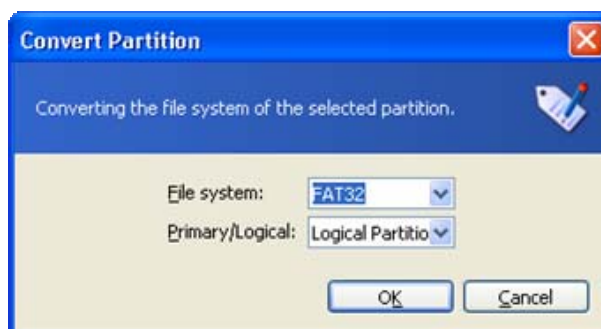 Convert Partition
Converting the file system of the selected partition.
File system: FAT32
Primary/Logical: Logical Partitio
OK Cancel